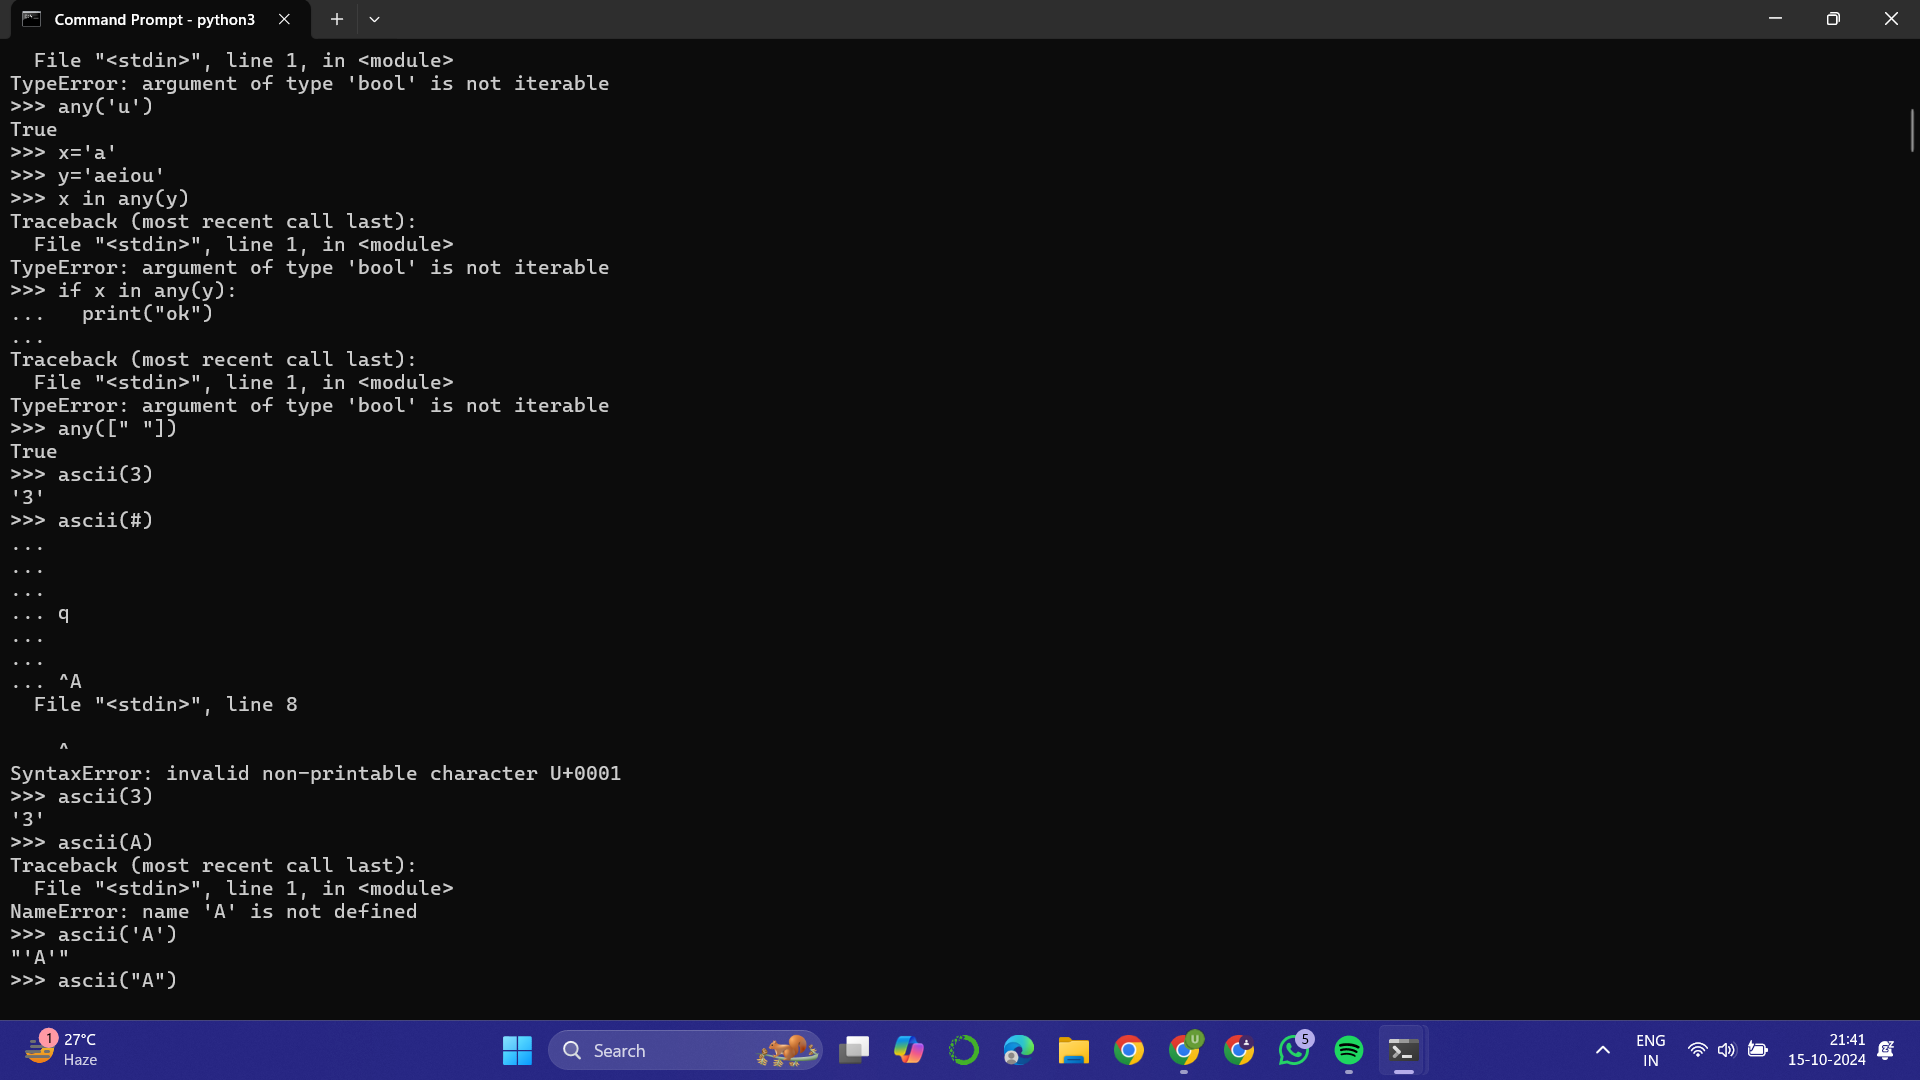 Command Prompt - python3
  File "<stdin>", line 1, in <module>
TypeError: argument of type 'bool' is not iterable
>>> any('u')
True
>>> x='a'
>>> y='aeiou'
>>> x in any(y)
Traceback (most recent call last):
  File "<stdin>", line 1, in <module>
TypeError: argument of type 'bool' is not iterable
>>> if x in any(y):
...   print("ok")
...
Traceback (most recent call last):
  File "<stdin>", line 1, in <module>
TypeError: argument of type 'bool' is not iterable
>>> any([" "])
True
>>> ascii(3)
'3'
>>> ascii(#)
...
...
...
... q
...
...
... ^A
  File "<stdin>", line 8

    ^
SyntaxError: invalid non-printable character U+0001
>>> ascii(3)
'3'
>>> ascii(A)
Traceback (most recent call last):
  File "<stdin>", line 1, in <module>
NameError: name 'A' is not defined
>>> ascii('A')
"'A'"
>>> ascii("A")
1
27°C
Haze
Search
U
5
ENG
IN
21:41
15-10-2024